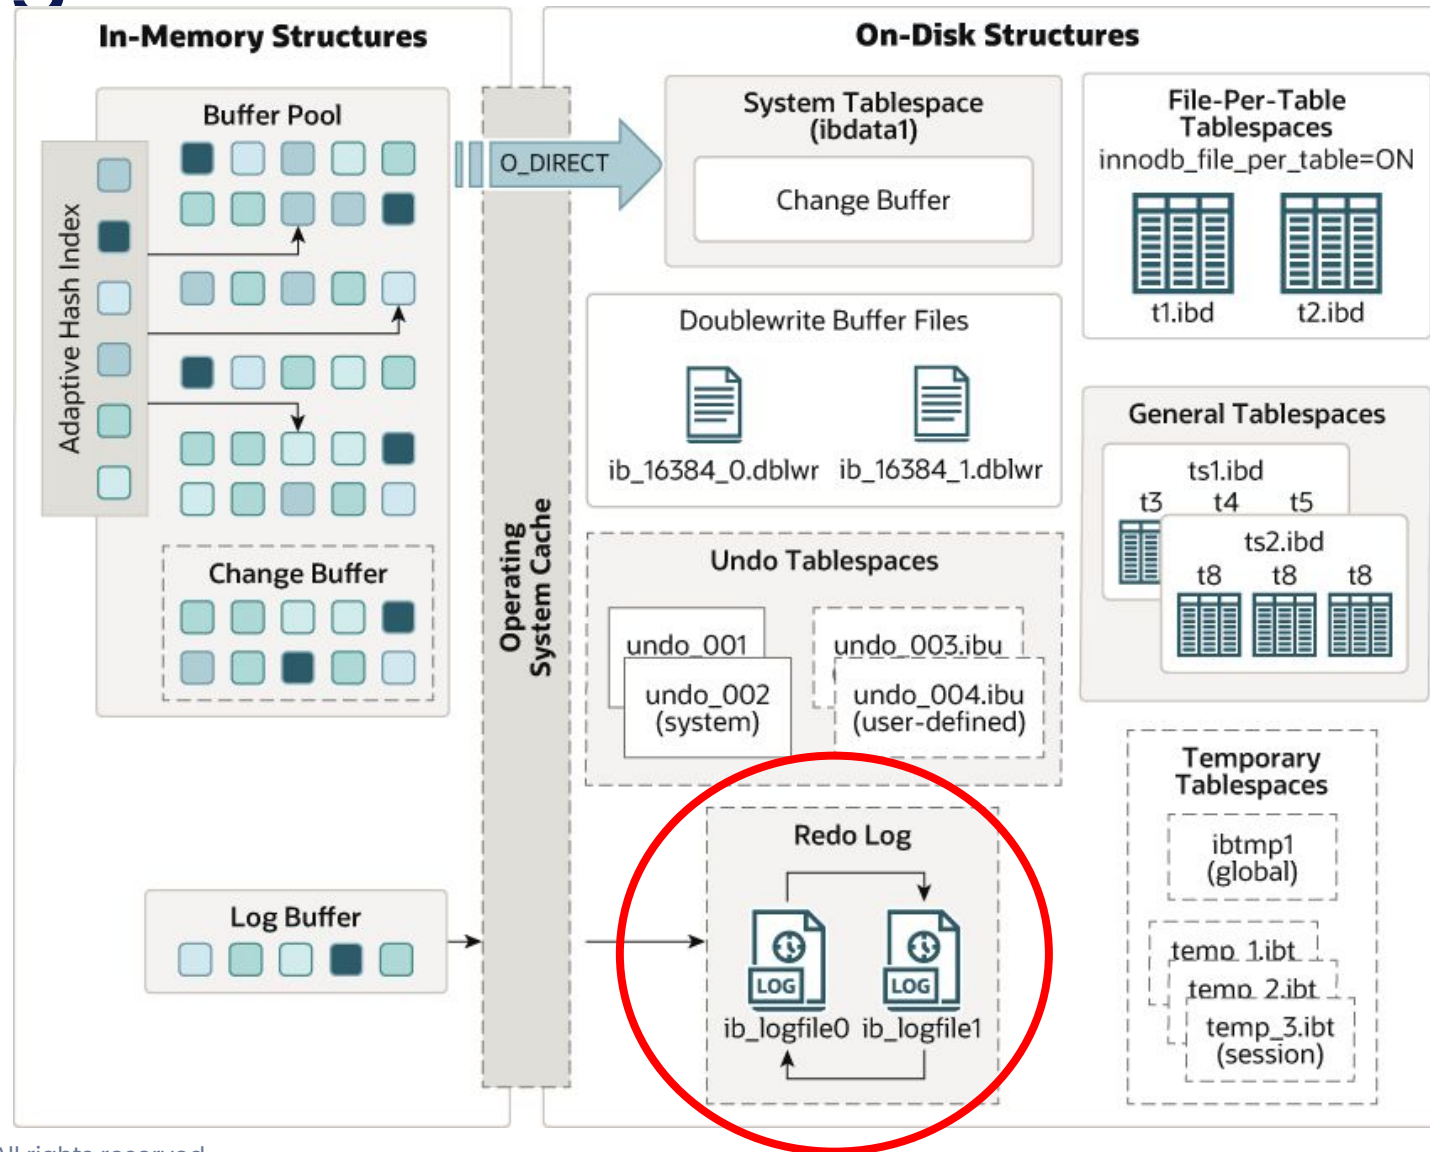 In-Memory Structures
Buffer Pool
Adaptive Hash Index
Change Buffer
Log Buffer
Operating
System Cache
O_DIRECT
On-Disk Structures
System Tablespace
(ibdata1)
Change Buffer
Doublewrite Buffer Files
ib_16384_0.dblwr
ib_16384_1.dblwr
Undo Tablespaces
undo_001
undo_002
(system)
undo_003.ibu
undo_004.ibu
(user-defined)
Redo Log
LOG
LOG
ib_logfile0
ib_logfile1
File-Per-Table
Tablespaces
innodb_file_per_table=ON
t1.ibd
t2.ibd
General Tablespaces
ts1.ibd
t3 t4 t5
ts2.ibd
t8 t8 t8
Temporary
Tablespaces
ibtmp1
(global)
temp_1.ibt
temp_2.ibt
temp_3.ibt
(session)
All rights reserved